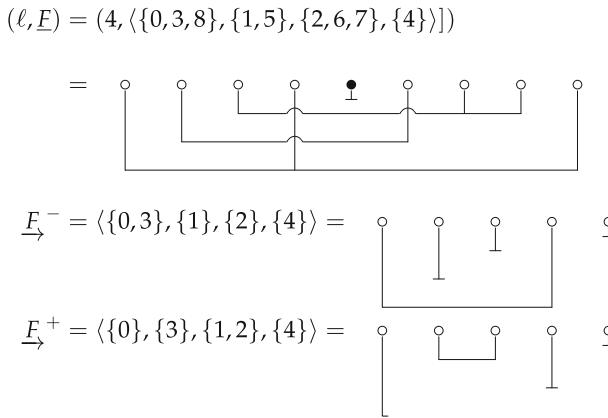 (ℓ, F) = (4, ⟨{0, 3, 8}, {1, 5}, {2, 6, 7}, {4}⟩])
=
F⃗ − = ⟨{0, 3}, {1}, {2}, {4}⟩ =
F⃗ + = ⟨{0}, {3}, {1, 2}, {4}⟩ =